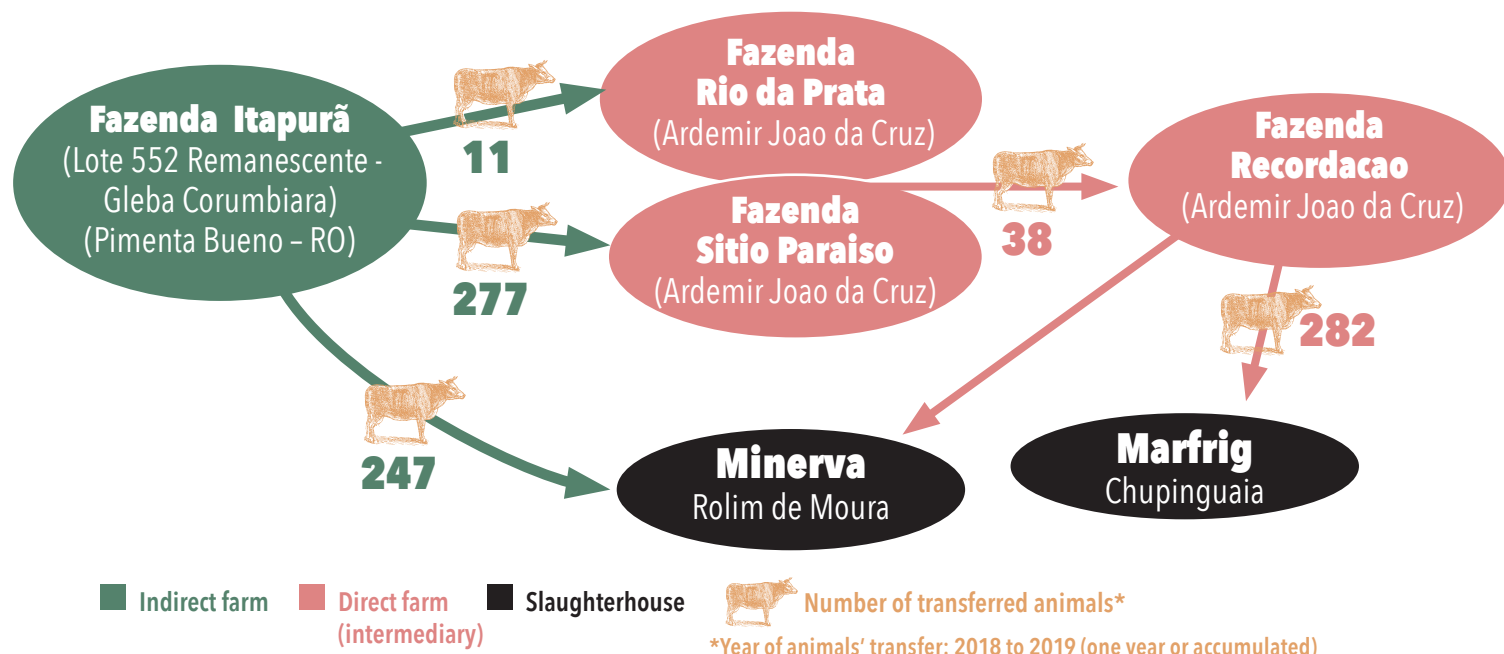 Fazenda Itapurã
(Lote 552 Remanescente -
Gleba Corumbiara)
(Pimenta Bueno – RO)
11
277
247
Fazenda
Rio da Prata
(Ardemir Joao da Cruz)
Fazenda
Sitio Paraiso
(Ardemir Joao da Cruz)
38
Fazenda
Recordacao
(Ardemir Joao da Cruz)
282
Minerva
Rolim de Moura
Marfrig
Chupinguaia
Indirect farm
Direct farm
(intermediary)
Slaughterhouse
Number of transferred animals*
*Year of animals’ transfer: 2018 to 2019 (one year or accumulated)